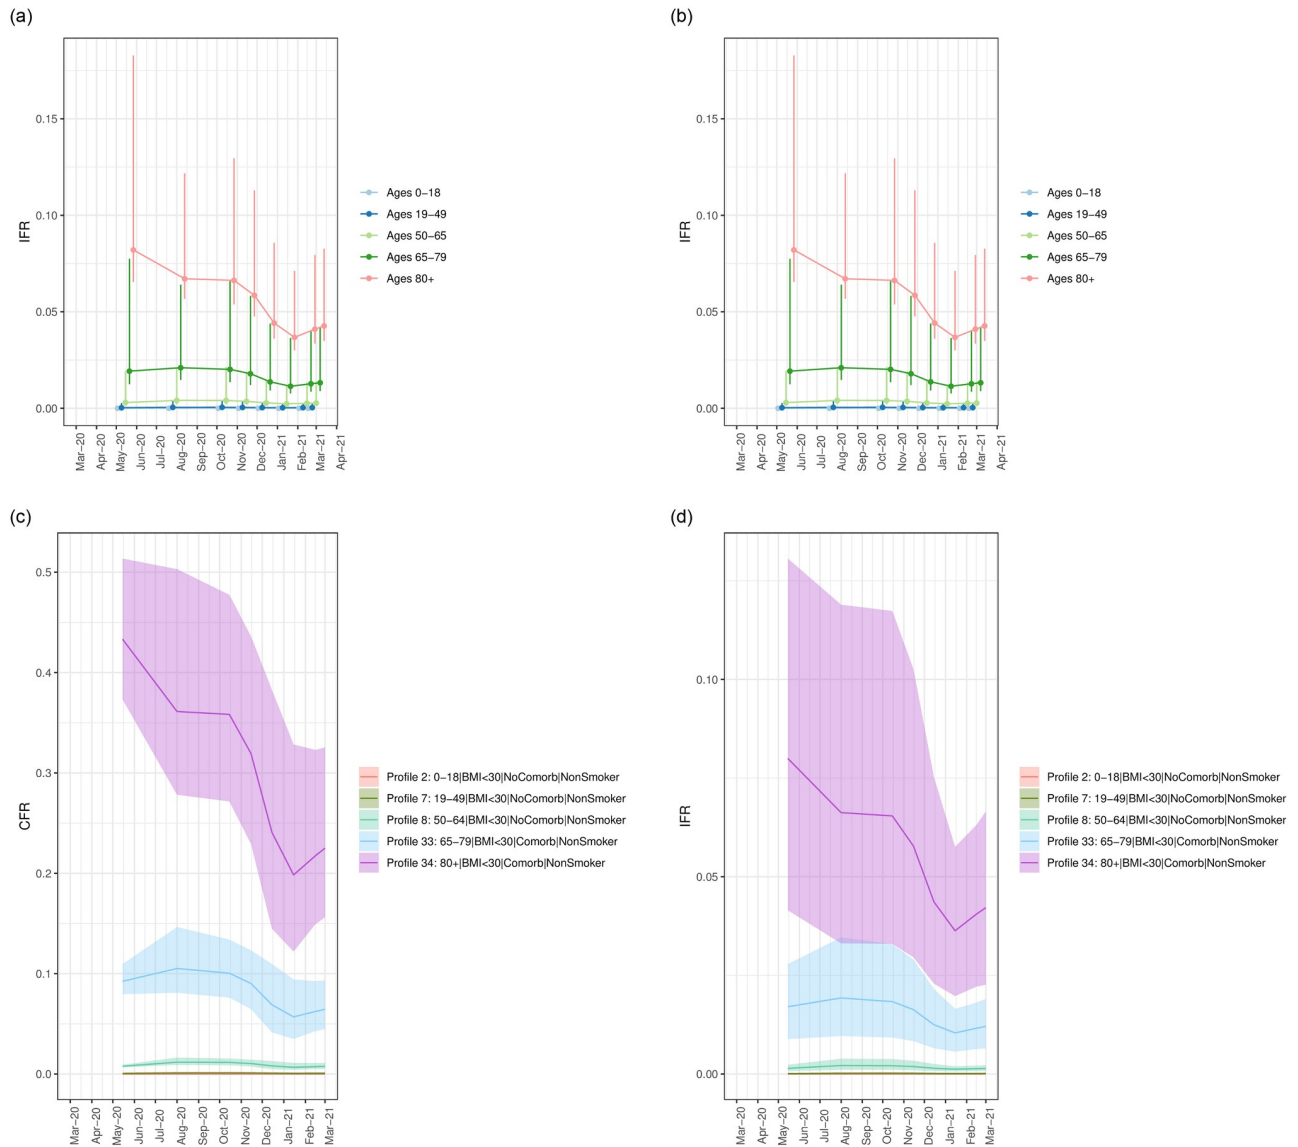 (a)
IFR
0.15
0.10
0.05
0.00
Mar−20
Apr−20
May−20
Jun−20
Jul−20
Aug−20
Sep−20
Oct−20
Nov−20
Dec−20
Jan−21
Feb−21
Mar−21
Apr−21
Ages 0−18
Ages 19−49
Ages 50−65
Ages 65−79
Ages 80+
(b)
IFR
0.15
0.10
0.05
0.00
Mar−20
Apr−20
May−20
Jun−20
Jul−20
Aug−20
Sep−20
Oct−20
Nov−20
Dec−20
Jan−21
Feb−21
Mar−21
Apr−21
Ages 0−18
Ages 19−49
Ages 50−65
Ages 65−79
Ages 80+
(c)
CFR
0.5
0.4
0.3
0.2
0.1
0.0
Mar−20
Apr−20
May−20
Jun−20
Jul−20
Aug−20
Sep−20
Oct−20
Nov−20
Dec−20
Jan−21
Feb−21
Mar−21
Profile 2: 0−18|BMI<30|NoComorb|NonSmoker
Profile 7: 19−49|BMI<30|NoComorb|NonSmoker
Profile 8: 50−64|BMI<30|NoComorb|NonSmoker
Profile 33: 65−79|BMI<30|Comorb|NonSmoker
Profile 34: 80+|BMI<30|Comorb|NonSmoker
(d)
IFR
0.10
0.05
0.00
Mar−20
Apr−20
May−20
Jun−20
Jul−20
Aug−20
Sep−20
Oct−20
Nov−20
Dec−20
Jan−21
Feb−21
Mar−21
Profile 2: 0−18|BMI<30|NoComorb|NonSmoker
Profile 7: 19−49|BMI<30|NoComorb|NonSmoker
Profile 8: 50−64|BMI<30|NoComorb|NonSmoker
Profile 33: 65−79|BMI<30|Comorb|NonSmoker
Profile 34: 80+|BMI<30|Comorb|NonSmoker